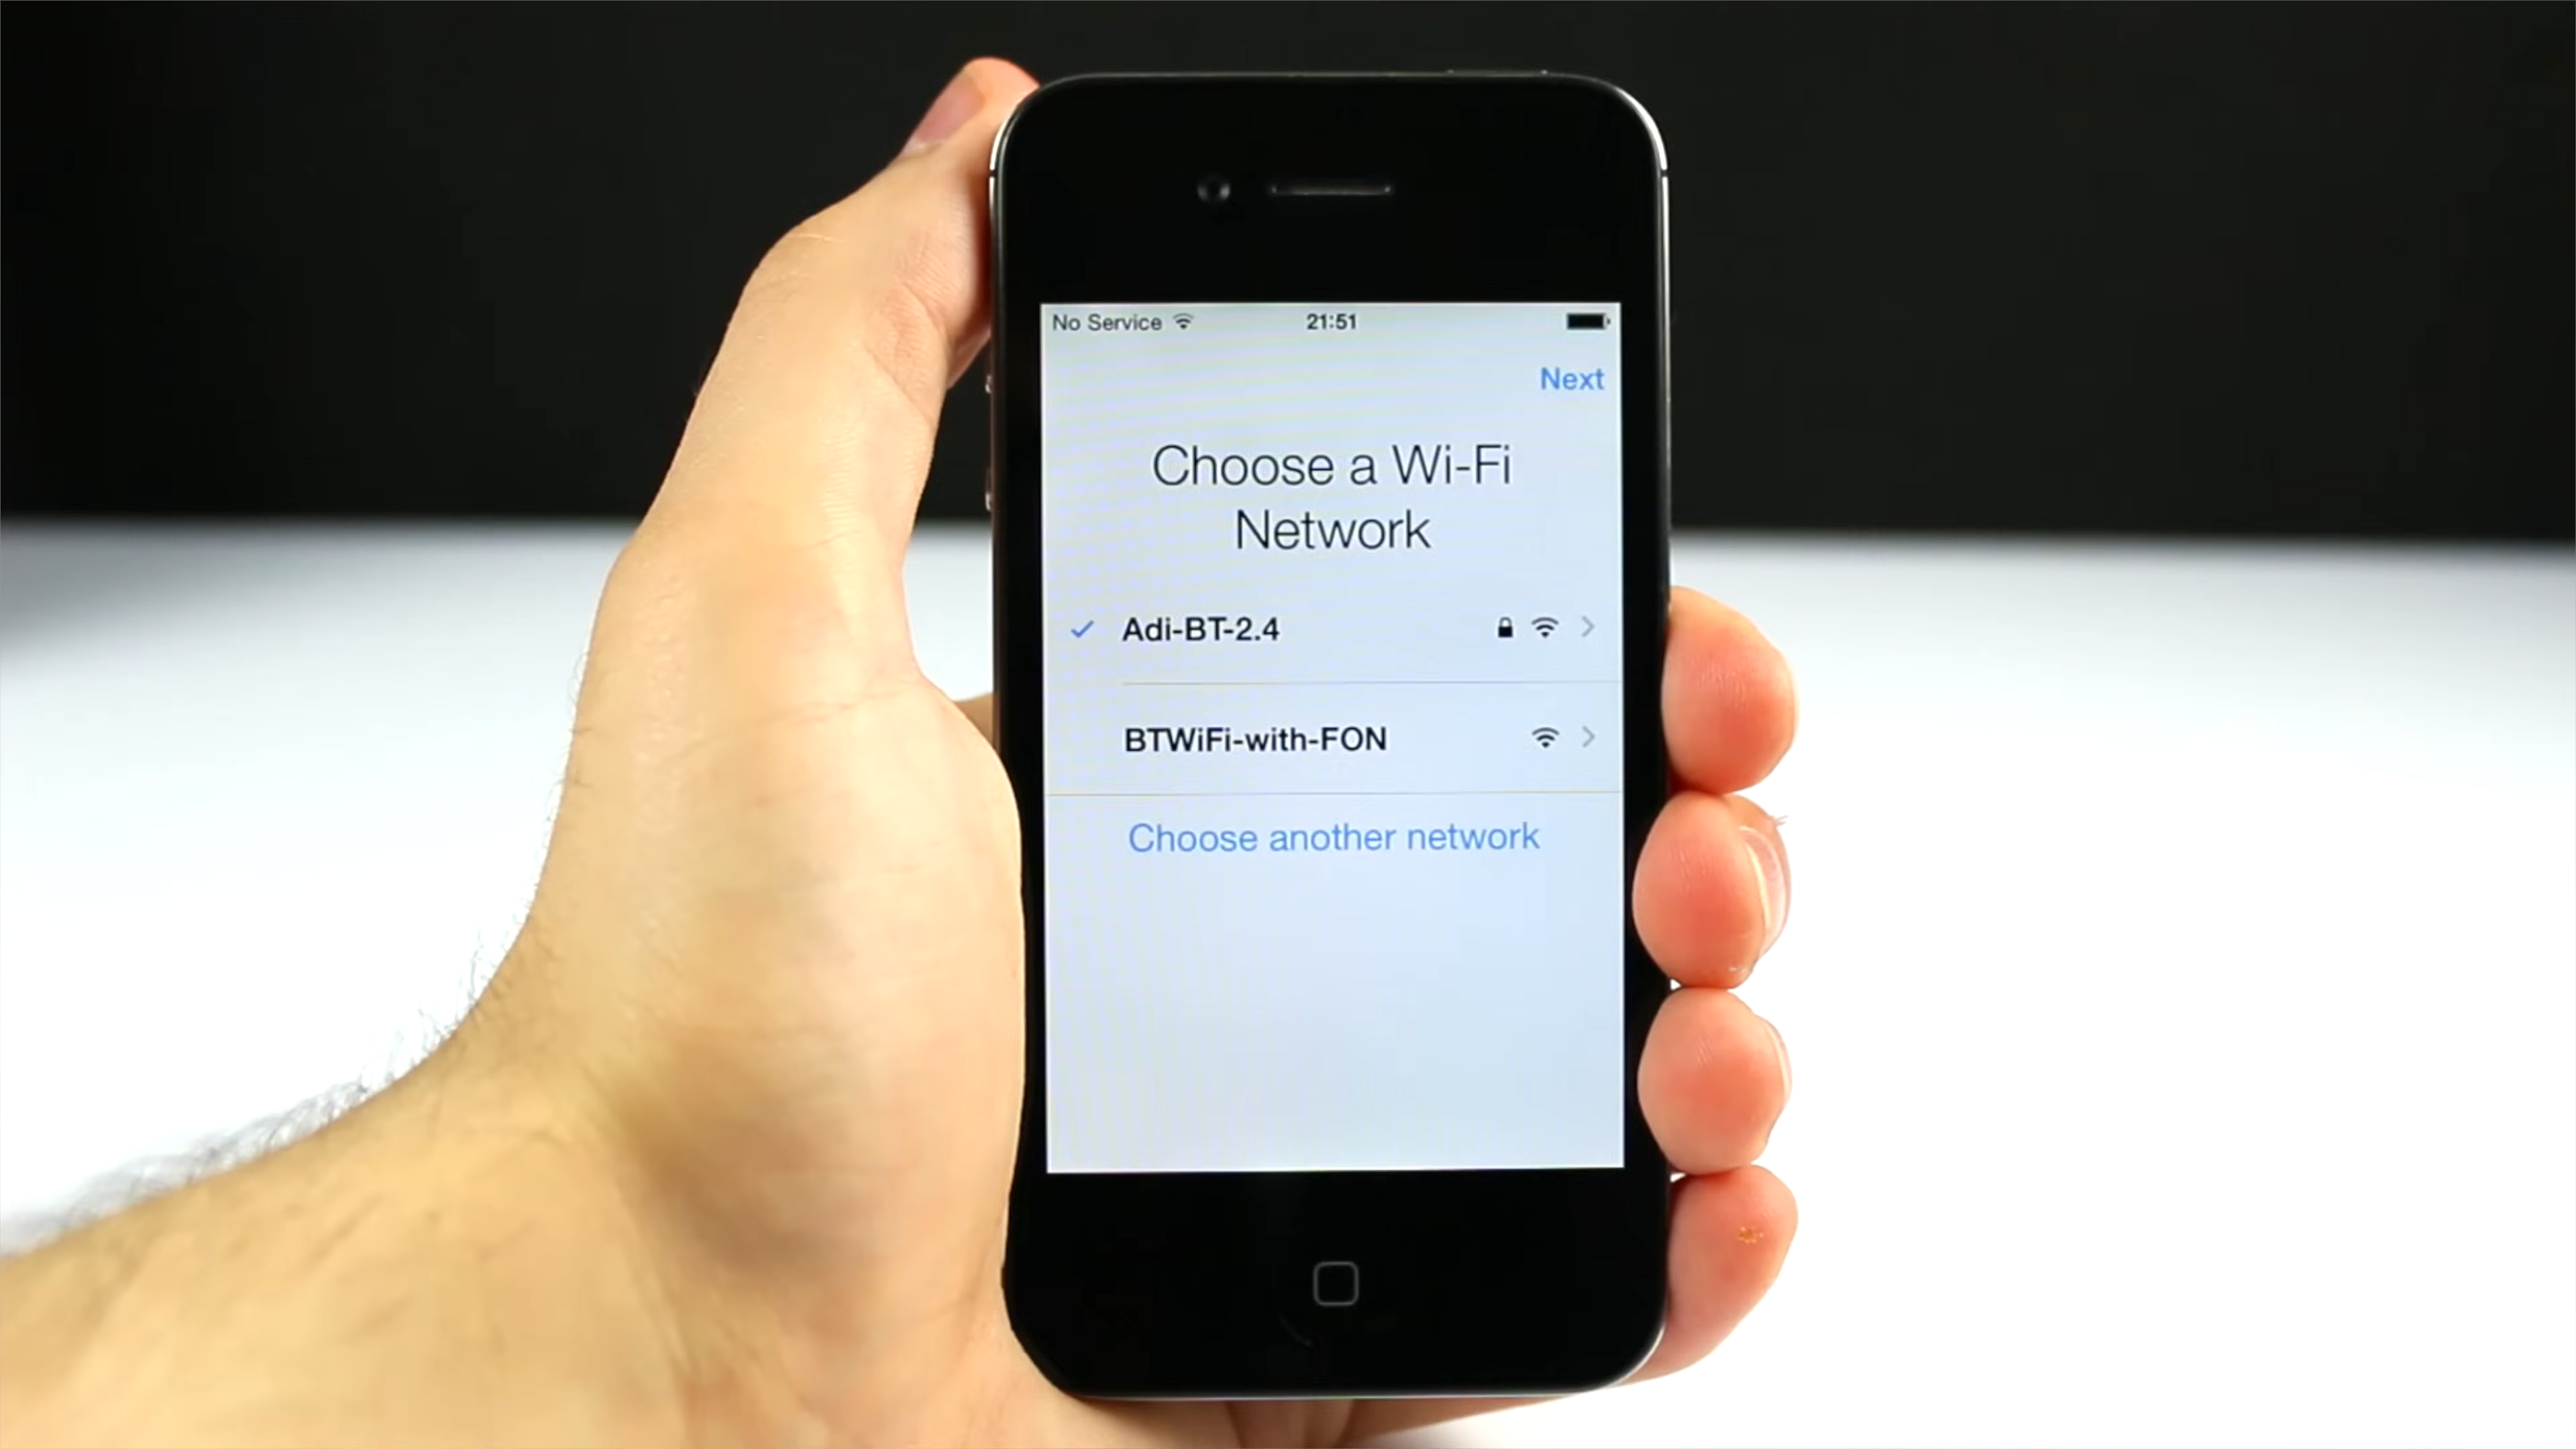 No Service 21:51
Next
Choose a Wi-Fi
Network
Adi-BT-2.4
BTWiFi-with-FON
Choose another network